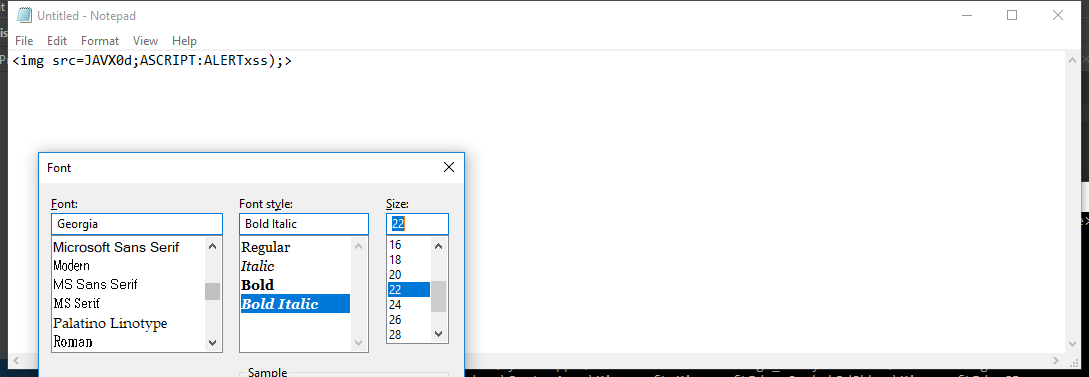 Untitled - Notepad
File Edit Format View Help
<img src=JAVX0d;ASCRIPT:ALERTxss);>
Font
Font: Font style: Size:
Georgia Bold Italic 22
Microsoft Sans Serif Regular 16
Modern Italic 18
MS Sans Serif Bold 20
MS Serif Bold Italic 22
Palatino Linotype 24
Roman 26
28
Sample